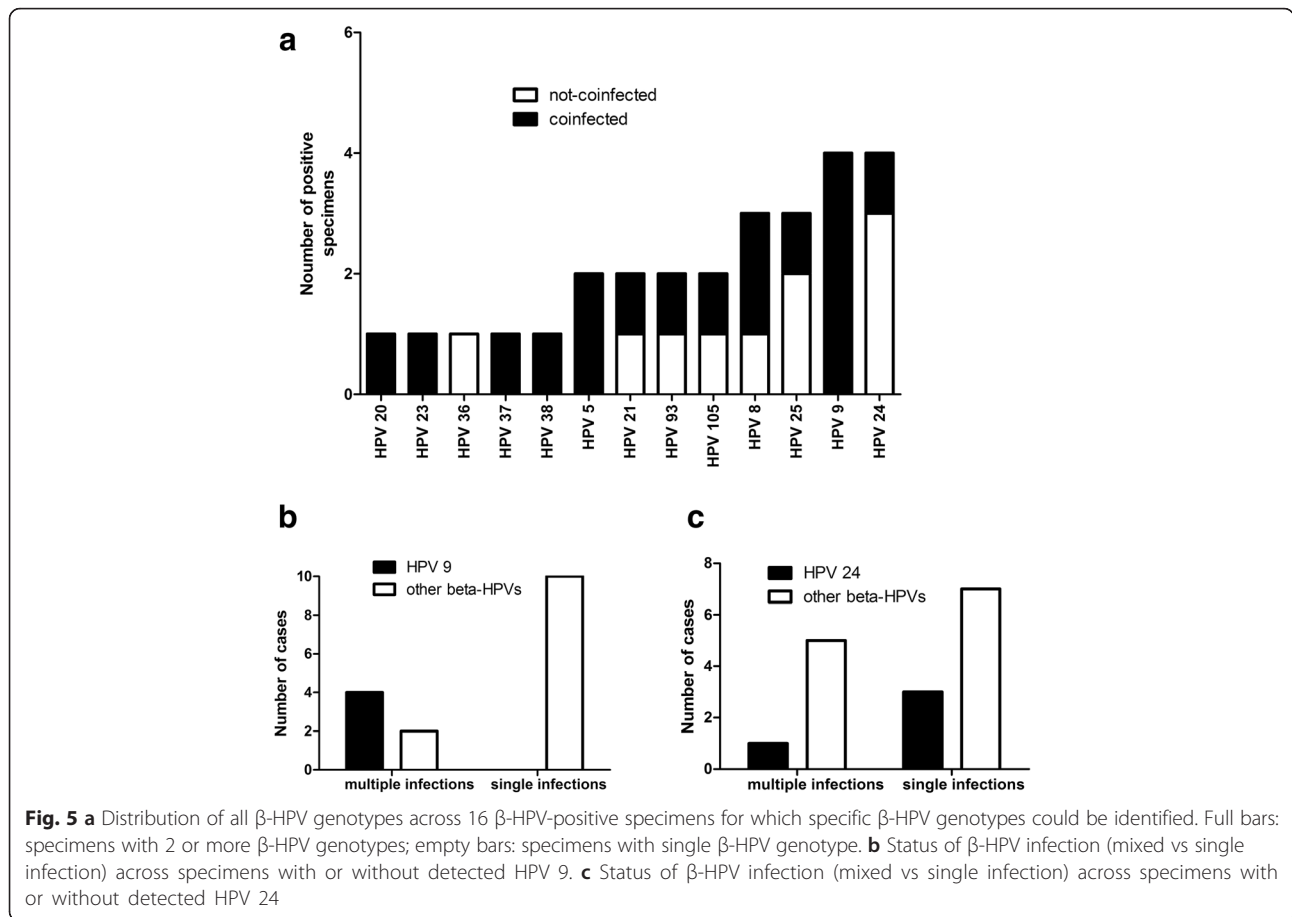 a
6
4
2
0
Noumber of positive
specimens
not-coinfected
coinfected
HPV 20
HPV 23
HPV 36
HPV 37
HPV 38
HPV 5
HPV 21
HPV 93
HPV 105
HPV 8
HPV 25
HPV 9
HPV 24
b
HPV 9
other beta-HPVs
Number of cases
10
8
6
4
2
0
multiple infections
single infections
c
HPV 24
other beta-HPVs
Number of cases
8
6
4
2
0
multiple infections
single infections
Fig. 5 a Distribution of all β-HPV genotypes across 16 β-HPV-positive specimens for which specific β-HPV genotypes could be identified. Full bars:
specimens with 2 or more β-HPV genotypes; empty bars: specimens with single β-HPV genotype. b Status of β-HPV infection (mixed vs single
infection) across specimens with or without detected HPV 9. c Status of β-HPV infection (mixed vs single infection) across specimens with
or without detected HPV 24